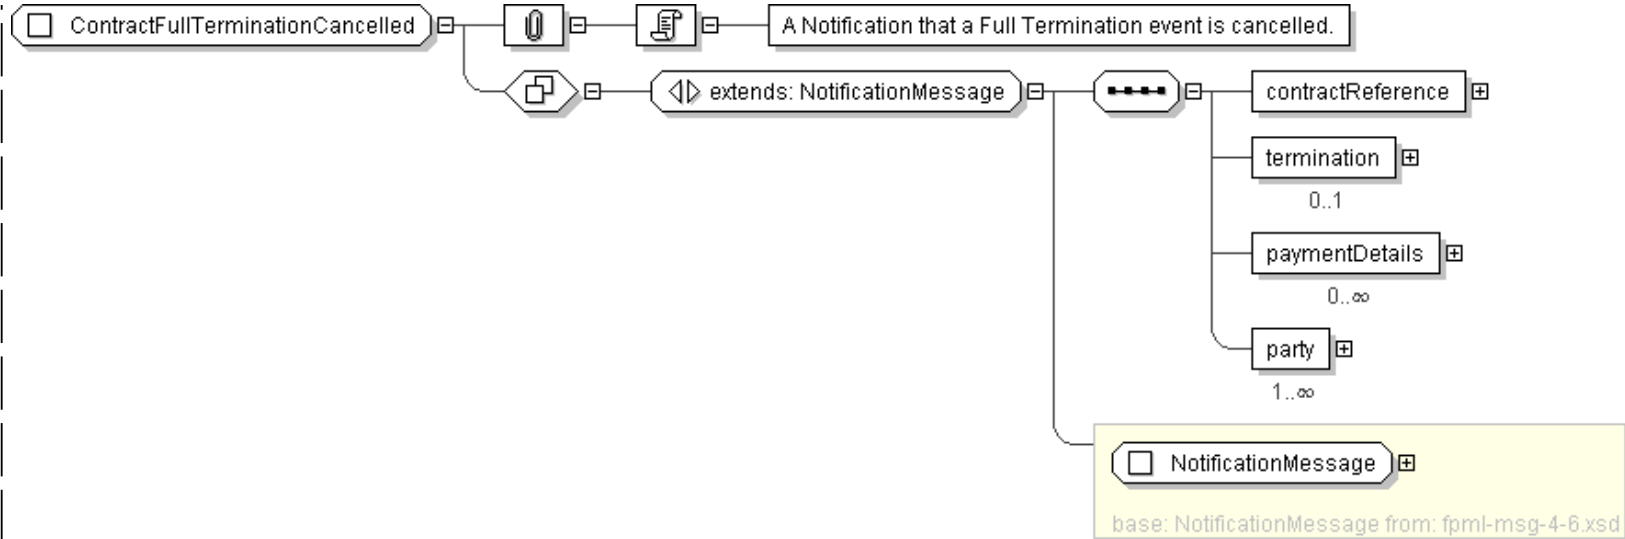 ContractFullTerminationCancelled
A Notification that a Full Termination event is cancelled.
extends: NotificationMessage
contractReference
termination
0..1
paymentDetails
0..∞
party
1..∞
NotificationMessage
base: NotificationMessage from: fpml-msg-4-6.xsd